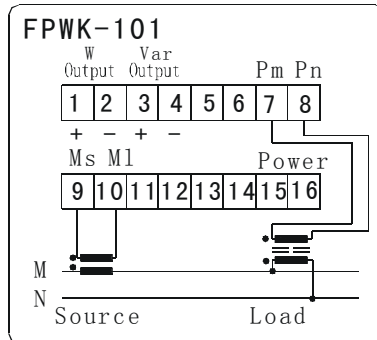 FPWK-101
W Var
Output Output Pm Pn
1 2 3 4 5 6 7 8
+ − + −
Ms Ml Power
9 10 11 12 13 14 15 16
M
N
Source Load